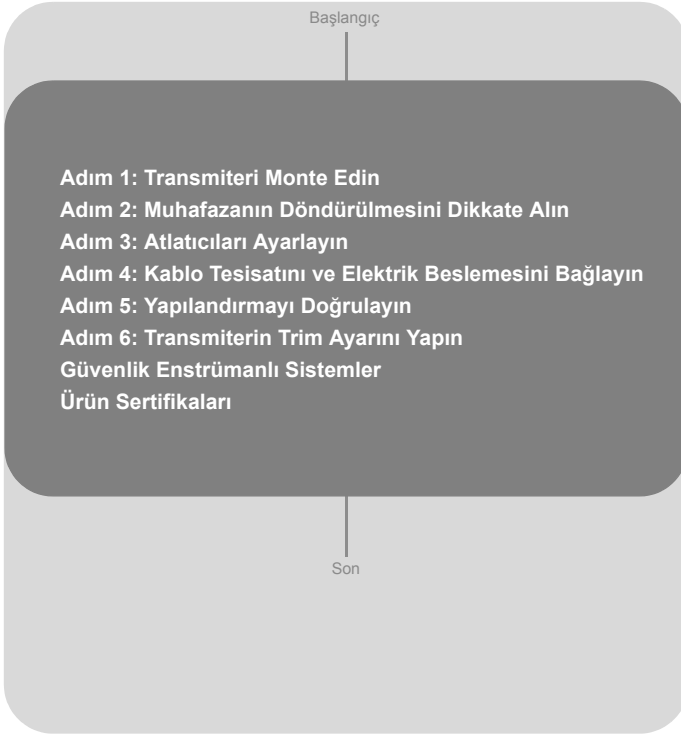 Başlangıç
Adım 1: Transmiteri Monte Edin
Adım 2: Muhafazanın Döndürülmesini Dikkate Alın
Adım 3: Atlatıcıları Ayarlayın
Adım 4: Kablo Tesisatını ve Elektrik Beslemesini Bağlayın
Adım 5: Yapılandırmayı Doğrulayın
Adım 6: Transmiterin Trim Ayarını Yapın
Güvenlik Enstrümanlı Sistemler
Ürün Sertifikaları
Son